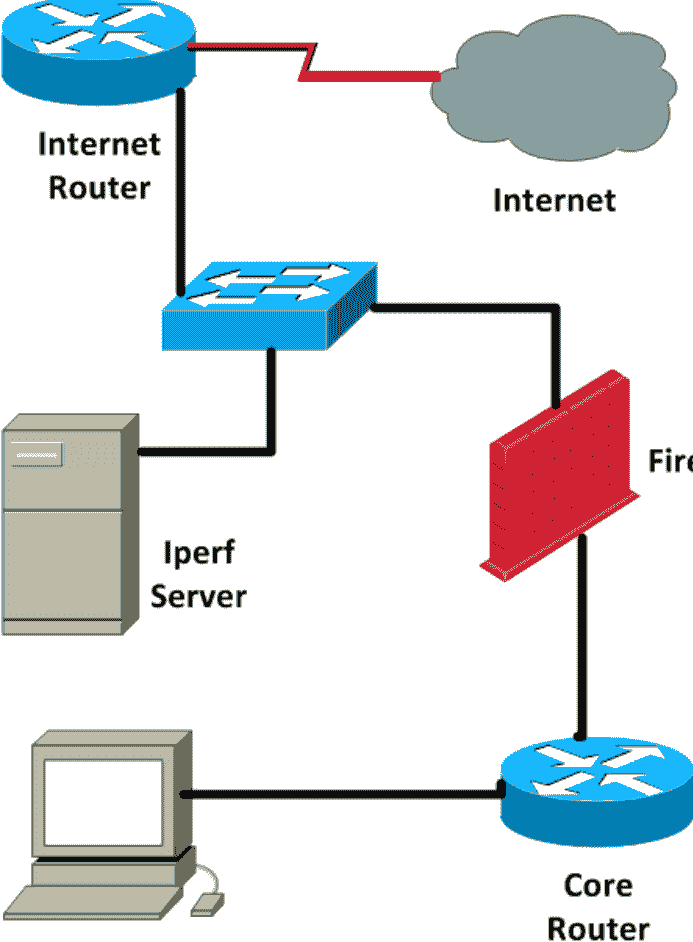 Internet
Router
Internet
Fire
Iperf
Server
Core
Router